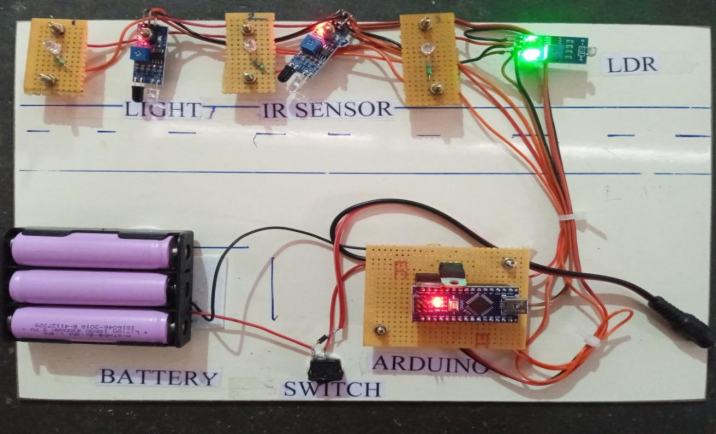 LDR
LIGHT
IR SENSOR
BATTERY
SWITCH
ARDUINO